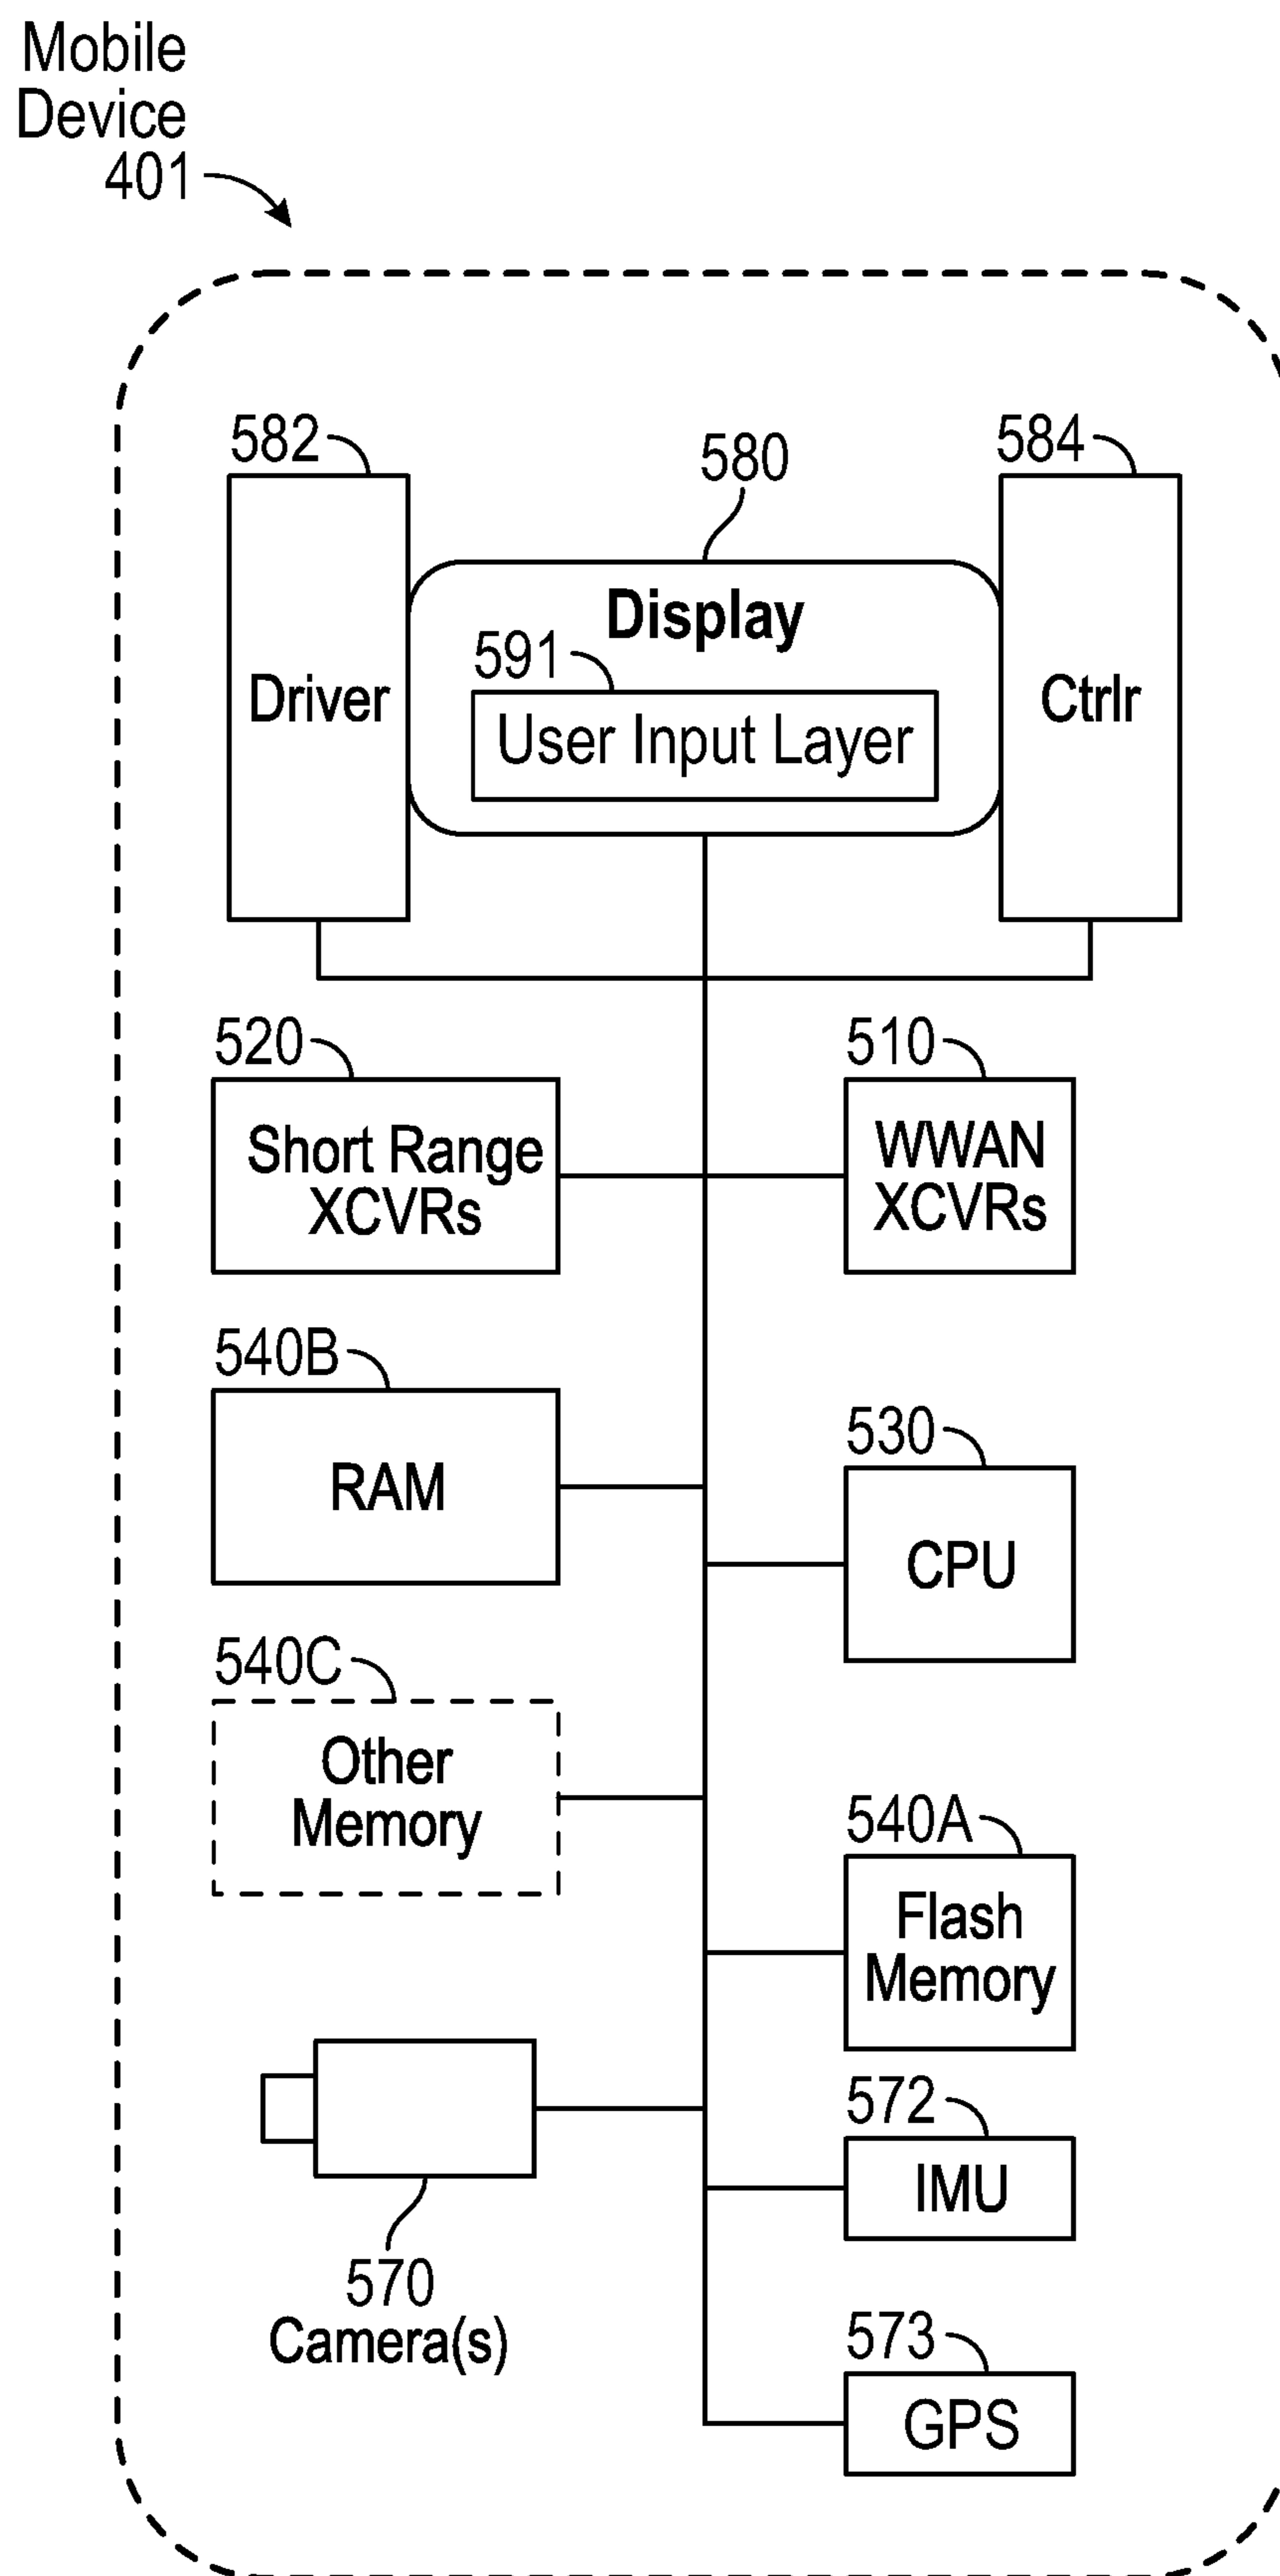 Mobile
Device
401
582
580
584
Display
591
Driver
User Input Layer
Ctrlr
520
510
Short Range
XCVRs
WWAN
XCVRs
540B
RAM
530
CPU
540C
Other
Memory
540A
Flash
Memory
572
IMU
570
Camera(s)
573
GPS